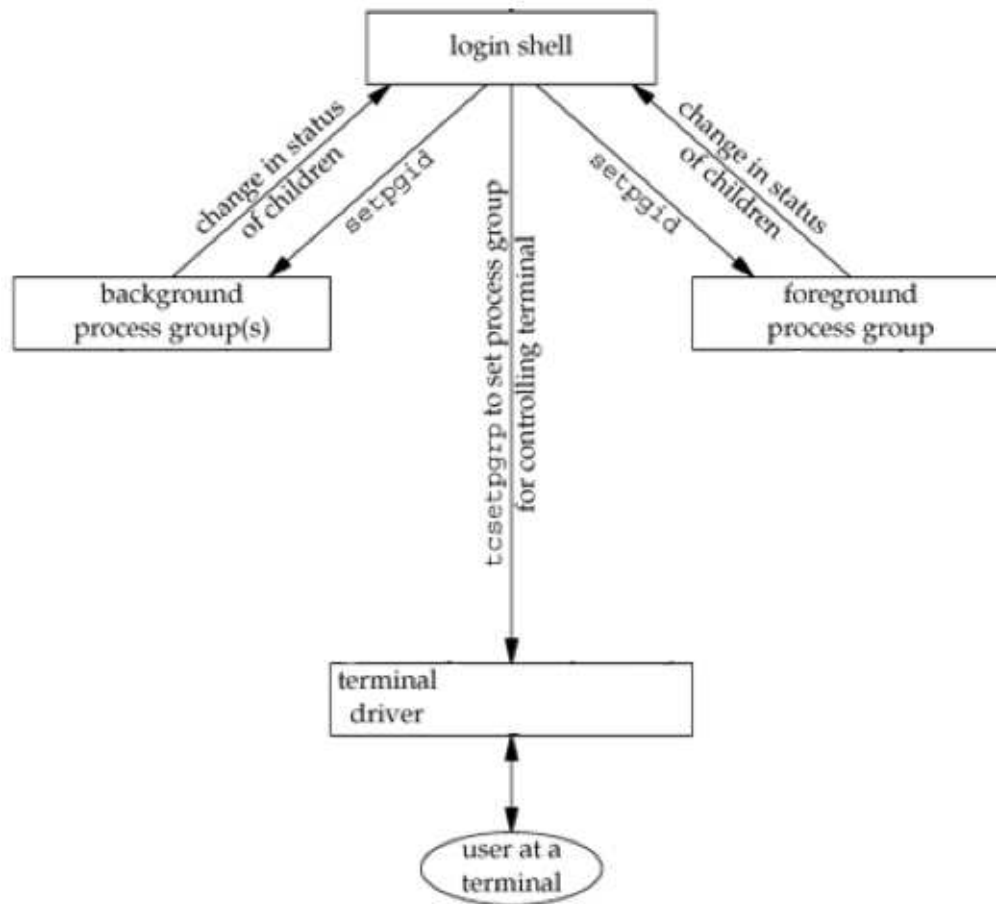 login shell
change in status
of children
setpgid
setpgid
change in status
of children
background
process group(s)
tcsetpgrp to set process group
for controlling terminal
foreground
process group
terminal
driver
user at a
terminal